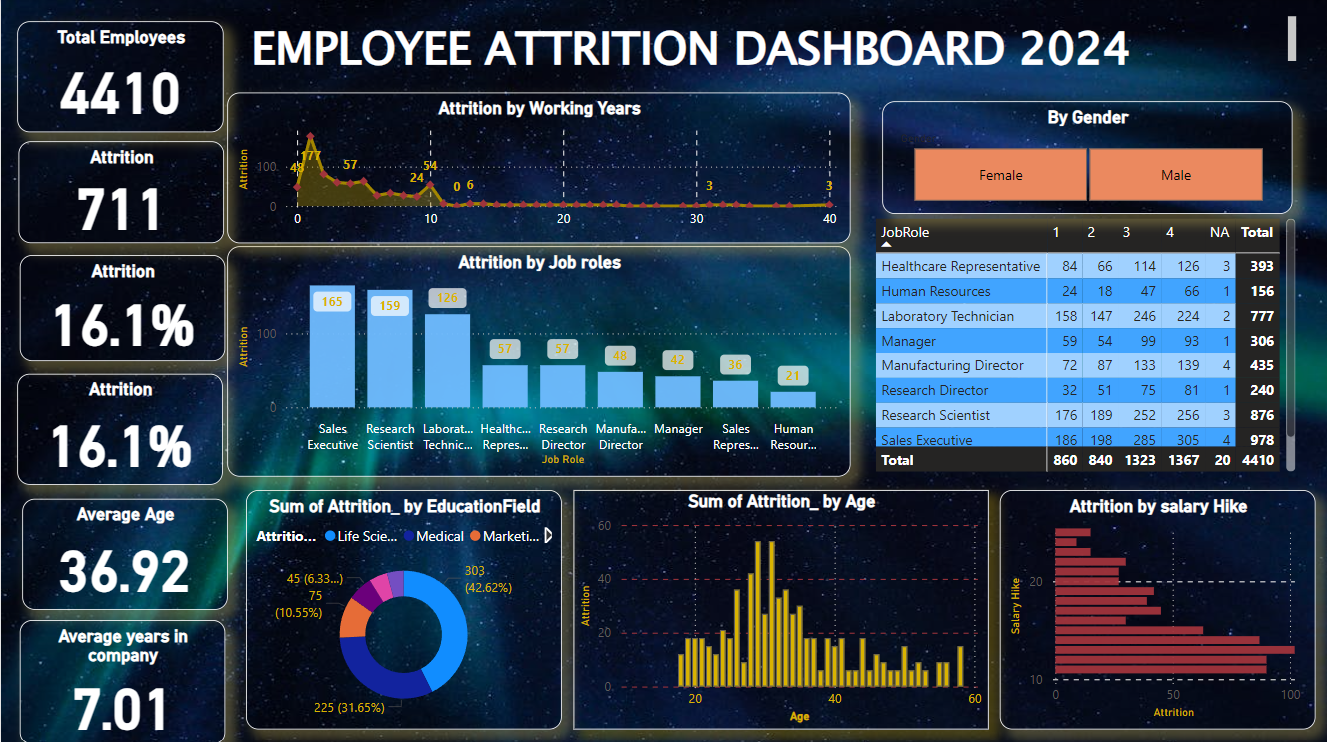 EMPLOYEE ATTRITION DASHBOARD 2024
Total Employees
4410
Attrition
711
Attrition
16.1%
Attrition
16.1%
Average Age
36.92
Average years in
company
7.01
Attrition by Working Years
Attrition
100
0
48
177
57
24
54
0
6
3
3
0 10 20 30 40
By Gender
Female Male
Attrition by Job roles
Attrition
100
0
165 159 126 57 57 48 42 36 21
Sales Research Laborat... Healthc... Research Manufa... Manager Sales Human
Executive Scientist Technic... Repres... Director Director Repres... Resour...
Job Role
JobRole 1 2 3 4 NA Total
Healthcare Representative 84 66 114 126 3 393
Human Resources 24 18 47 66 1 156
Laboratory Technician 158 147 246 224 2 777
Manager 59 54 99 93 1 306
Manufacturing Director 72 87 133 139 4 435
Research Director 32 51 75 81 1 240
Research Scientist 176 189 252 256 3 876
Sales Executive 186 198 285 305 4 978
Total 860 840 1323 1367 20 4410
Sum of Attrition_ by EducationField
Attritio... Life Scie... Medical Marketi...
303
(42.62%)
225 (31.65%)
75
(10.55%)
45 (6.33...)
Sum of Attrition_ by Age
Attrition
60
40
20
0
20 40 60
Age
Attrition by salary Hike
Salary Hike
20
10
0 50 100
Attrition